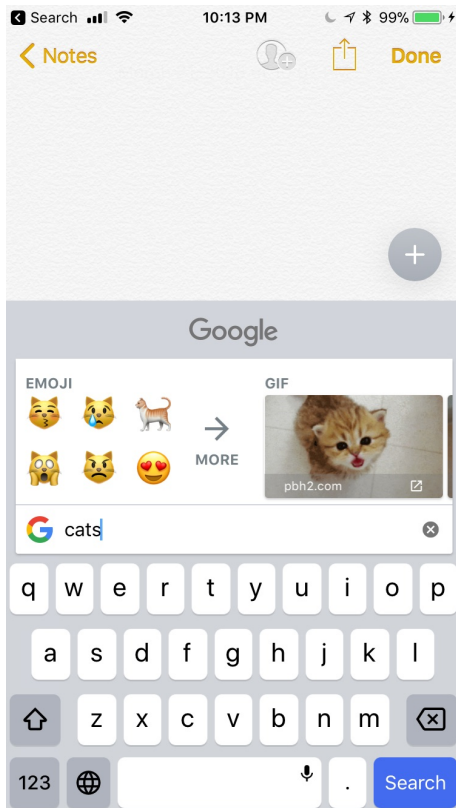 Search 10:13 PM 99%
Notes Done
Google
EMOJI GIF
MORE
pbh2.com
cats
q w e r t y u i o p
a s d f g h j k l
z x c v b n m
123 . Search